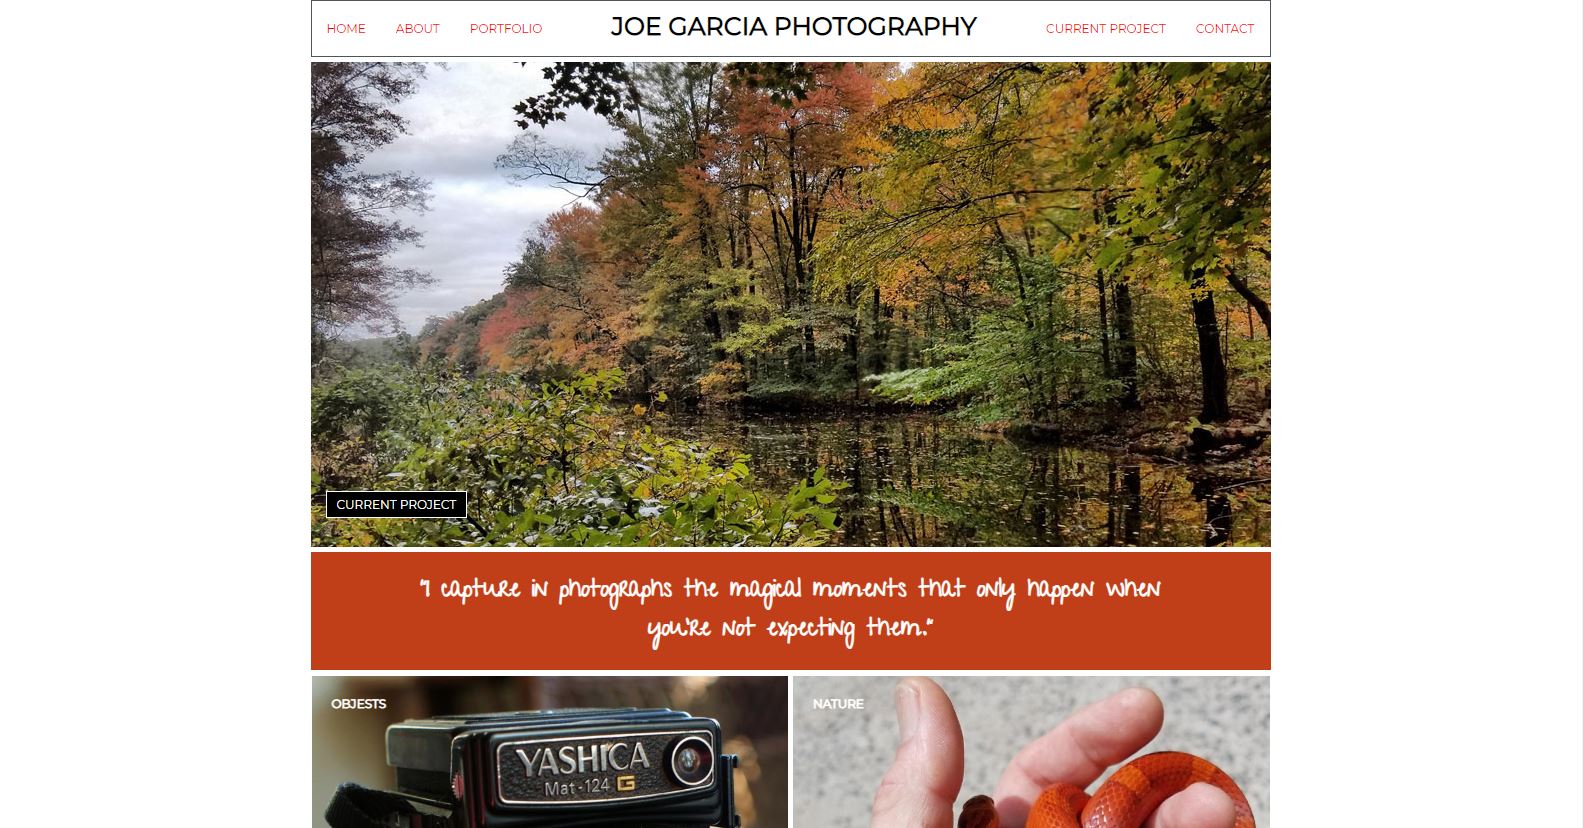 HOME ABOUT PORTFOLIO JOE GARCIA PHOTOGRAPHY CURRENT PROJECT CONTACT
CURRENT PROJECT
"I capture in photographs the magical moments that only happen when
you're not expecting them."
OBJESTS
NATURE
YASHICA
Mat-124 G